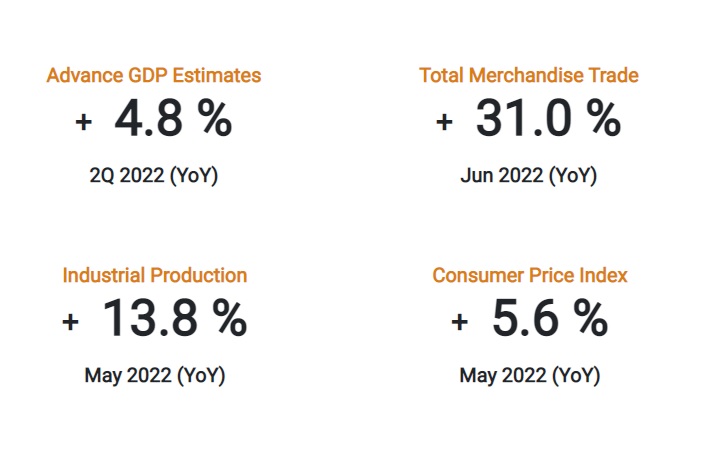 Advance GDP Estimates
+ 4.8 %
2Q 2022 (YoY)
Total Merchandise Trade
+ 31.0 %
Jun 2022 (YoY)
Industrial Production
+ 13.8 %
May 2022 (YoY)
Consumer Price Index
+ 5.6 %
May 2022 (YoY)